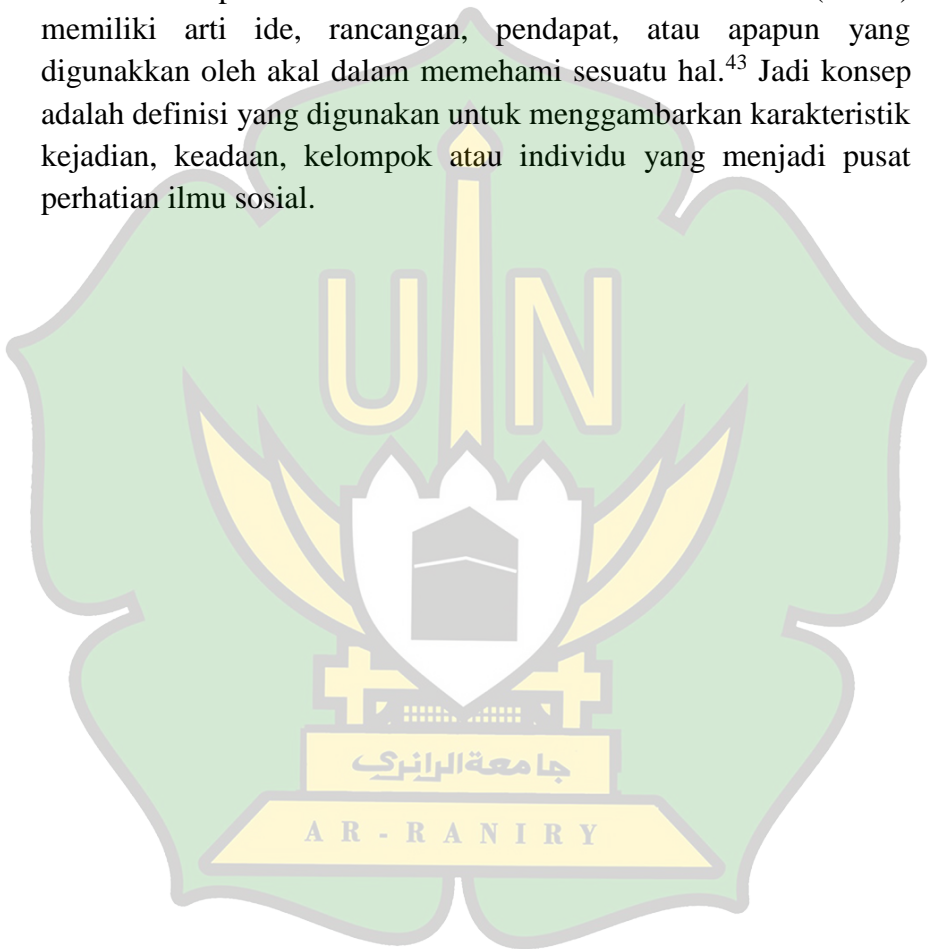 memiliki arti ide, rancangan, pendapat, atau apapun yang
digunakkan oleh akal dalam memehami sesuatu hal.43 Jadi konsep
adalah definisi yang digunakan untuk menggambarkan karakteristik
kejadian, keadaan, kelompok atau individu yang menjadi pusat
perhatian ilmu sosial.
UIN
جامعة الرانري
AR-RANIRY